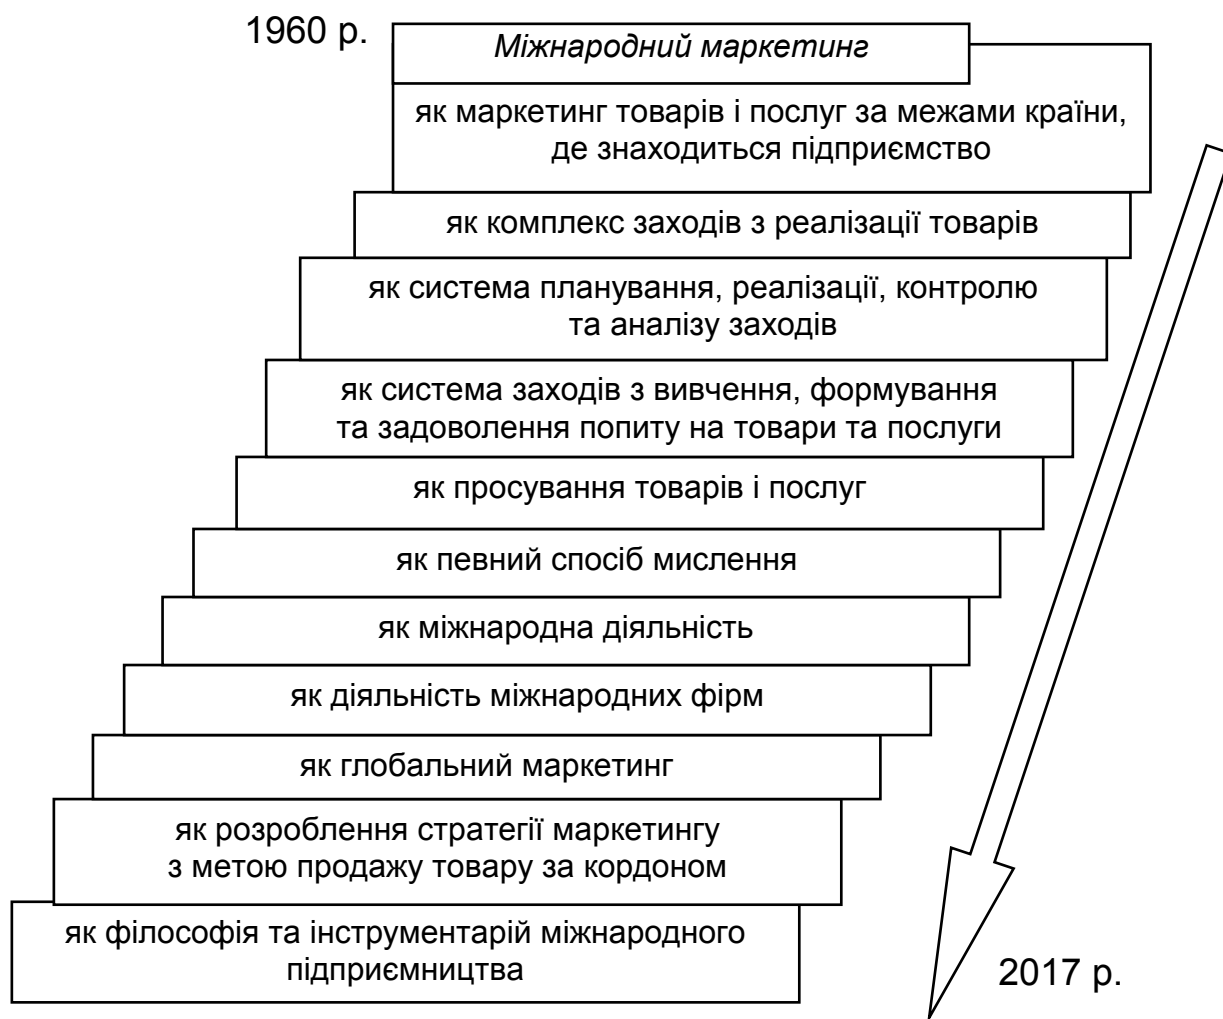 1960 р.
Міжнародний маркетинг
як маркетинг товарів і послуг за межами країни,
де знаходиться підприємство
як комплекс заходів з реалізації товарів
як система планування, реалізації, контролю
та аналізу заходів
як система заходів з вивчення, формування
та задоволення попиту на товари та послуги
як просування товарів і послуг
як певний спосіб мислення
як міжнародна діяльність
як діяльність міжнародних фірм
як глобальний маркетинг
як розроблення стратегії маркетингу
з метою продажу товару за кордоном
як філософія та інструментарій міжнародного
підприємництва
2017 р.